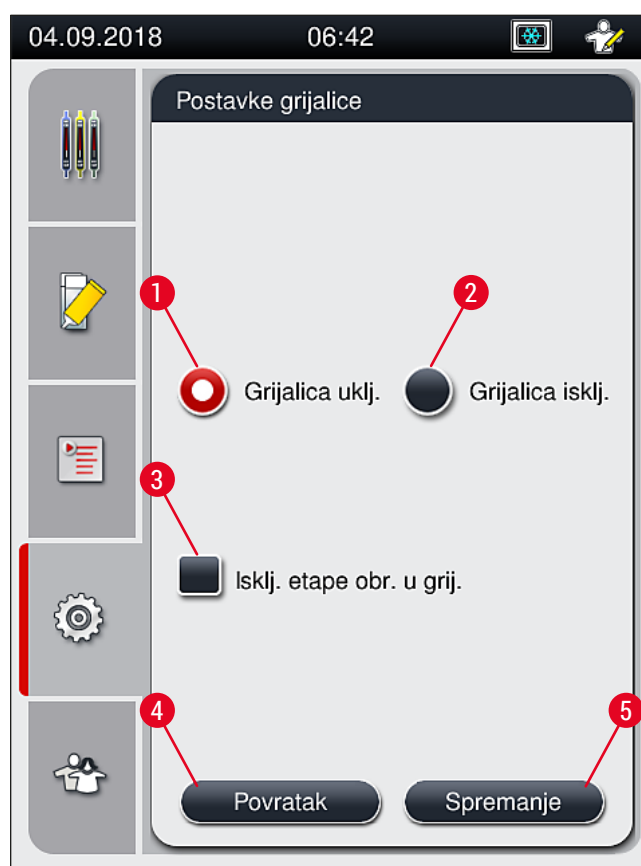 04.09.2018 06:42
Postavke grijalice
1 2
Grijalica uklj. Grijalica isklj.
3
Isklj. etape obr. u grij.
4 5
Povratak Spremanje